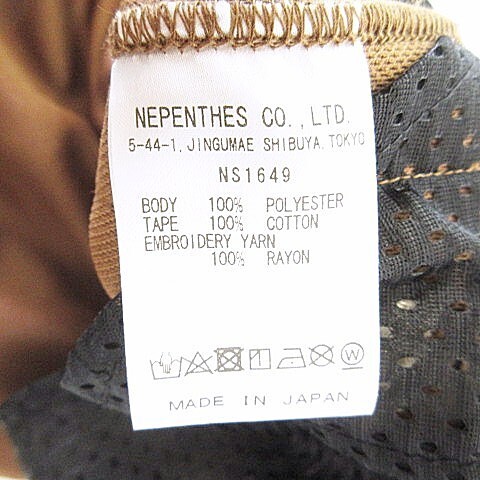 NEPENTHES CO., LTD.
5-44-1, JINGUMAE SHIBUYA, TOKYO
NS1649
BODY 100% POLYESTER
TAPE 100% COTTON
EMBROIDERY YARN
100% RAYON
W
MADE IN JAPAN